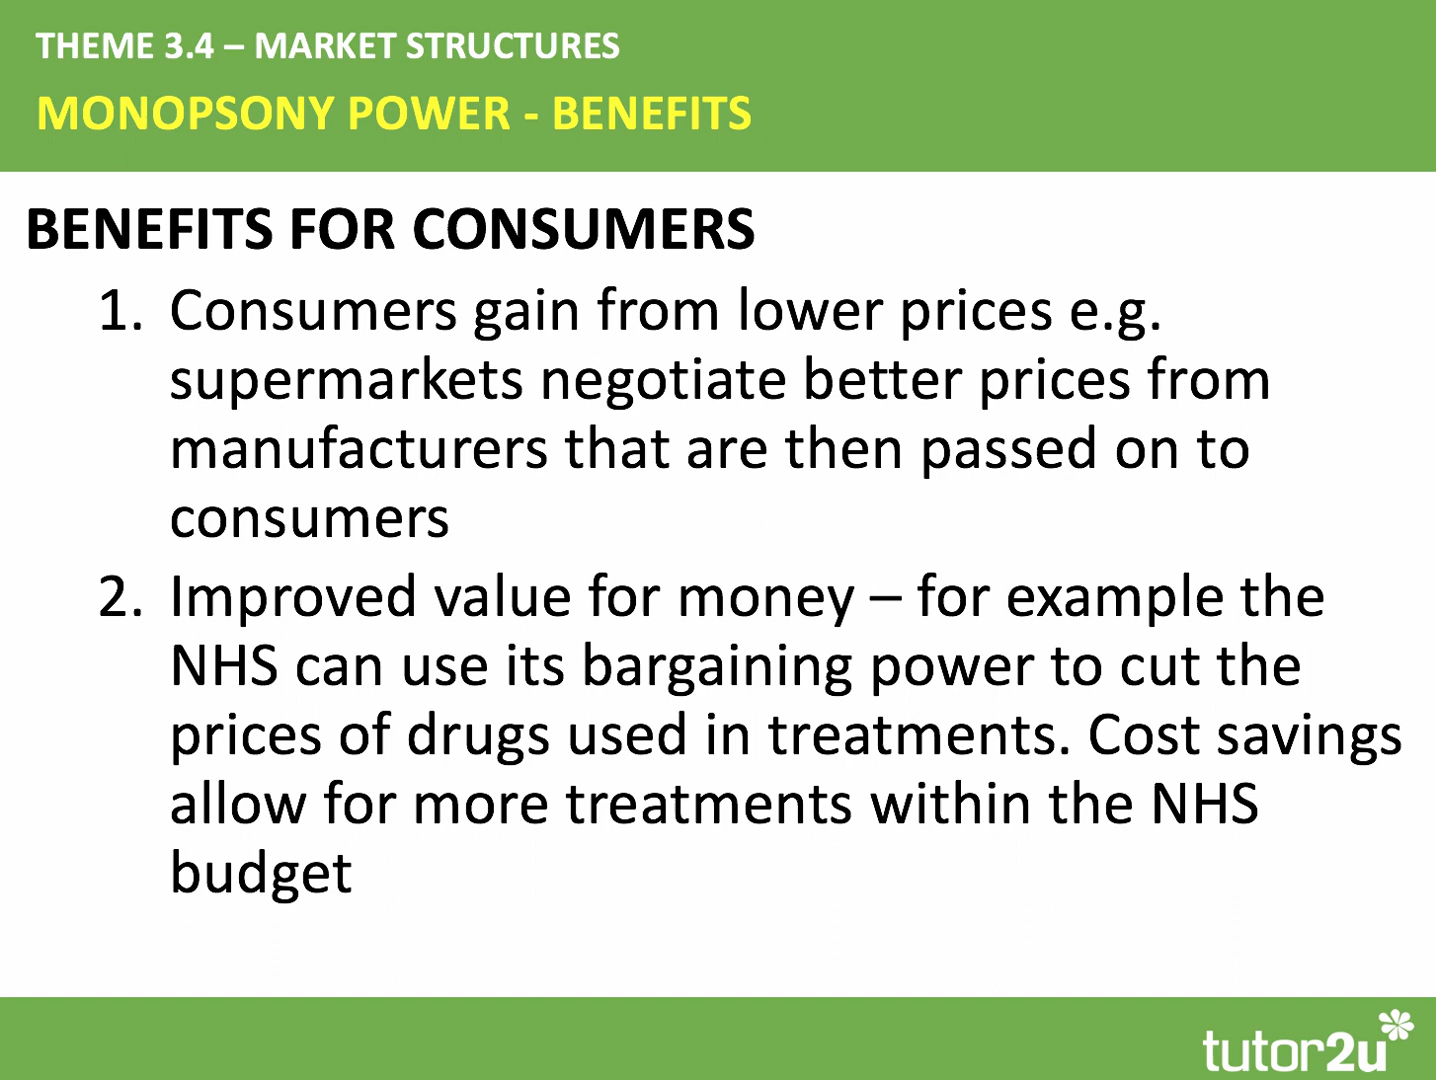 THEME 3.4 – MARKET STRUCTURES
MONOPSONY POWER - BENEFITS
BENEFITS FOR CONSUMERS
1. Consumers gain from lower prices e.g.
supermarkets negotiate better prices from
manufacturers that are then passed on to
consumers
2. Improved value for money – for example the
NHS can use its bargaining power to cut the
prices of drugs used in treatments. Cost savings
allow for more treatments within the NHS
budget
tutor2u